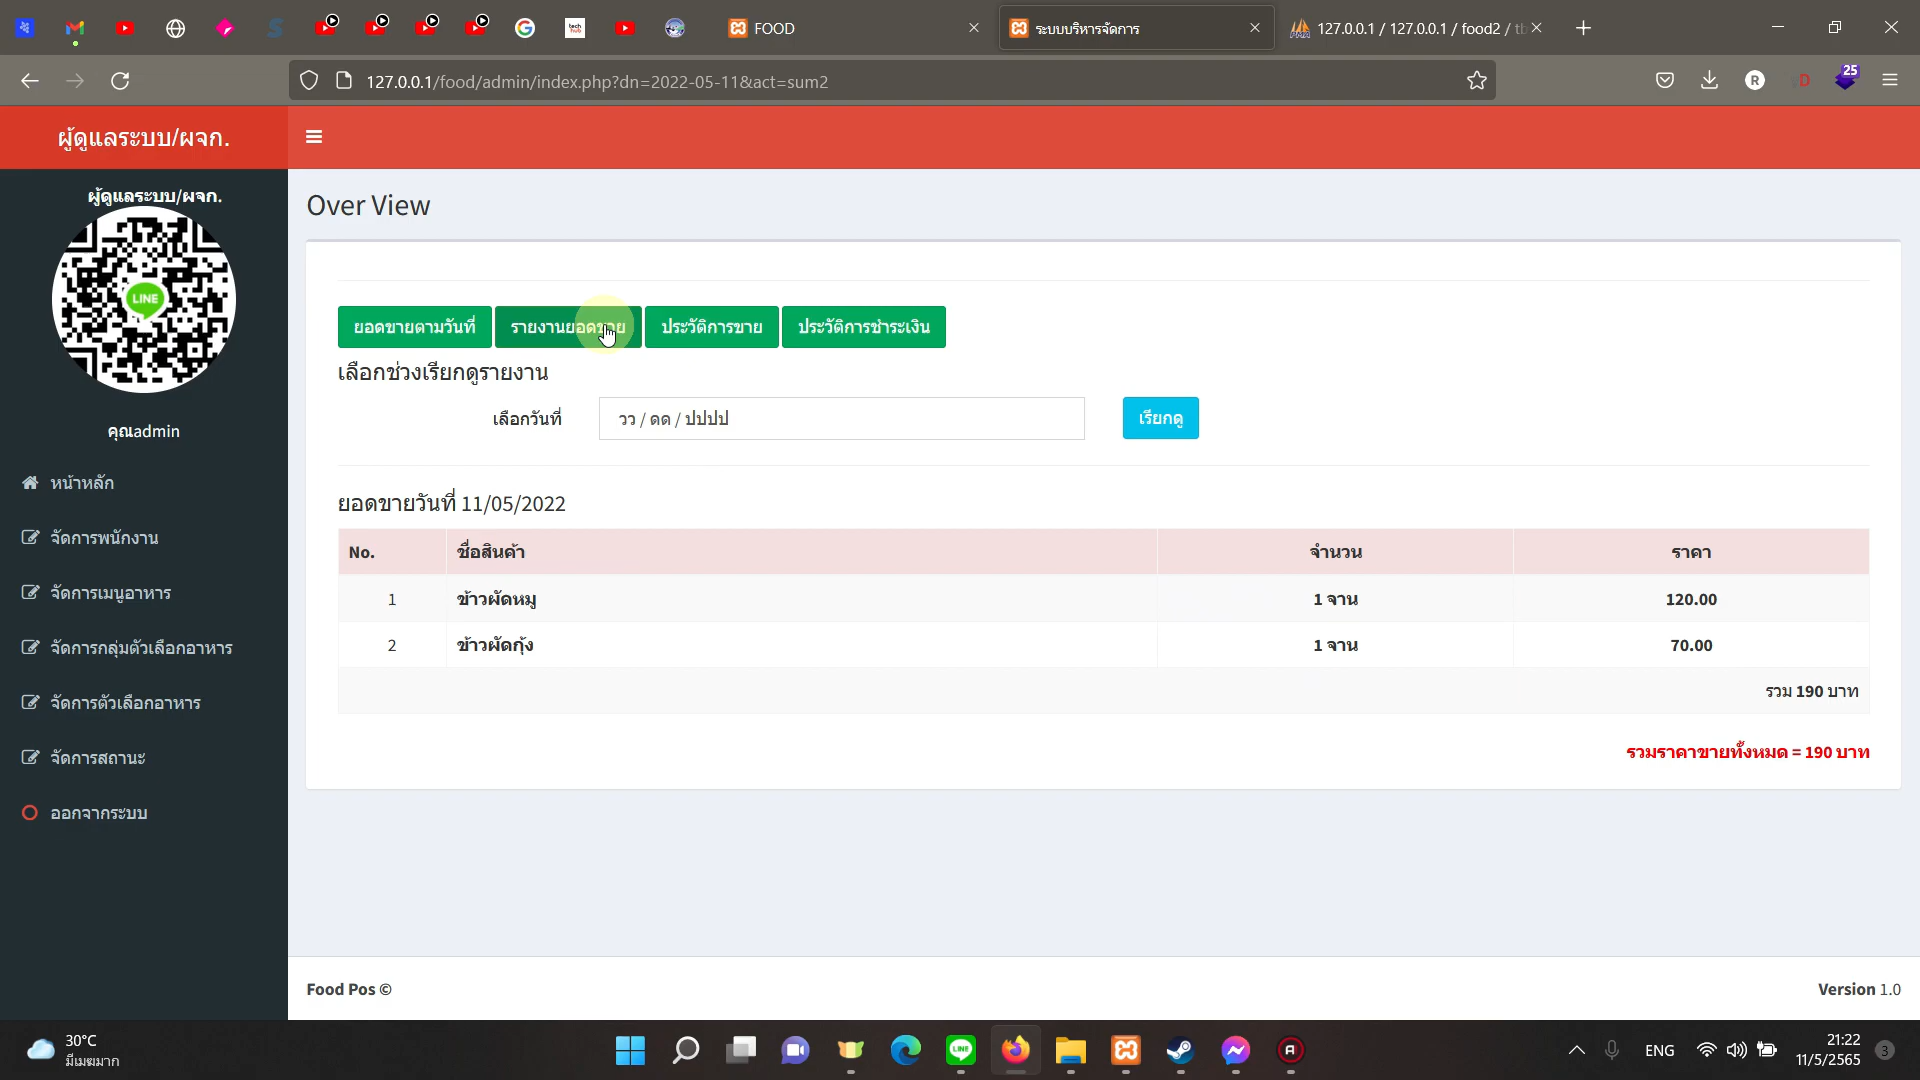 FOOD
ระบบบริหารจัดการ
127.0.0.1 / 127.0.0.1 / food2 /
127.0.0.1/food/admin/index.php?dn=2022-05-11&act=sum2
25
ผู้ดูแลระบบ/ผจก.
ผู้ดูแลระบบ/ผจก.
LINE
คุณadmin
หน้าหลัก
จัดการพนักงาน
จัดการเมนูอาหาร
จัดการกลุ่มตัวเลือกอาหาร
จัดการตัวเลือกอาหาร
จัดการสถานะ
ออกจากระบบ
Over View
ยอดขายตามวันที่ รายงานยอดขาย ประวัติการขาย ประวัติการชำระเงิน
เลือกช่วงเรียกดูรายงาน
เลือกวันที่ วว / ดด / ปปปป เรียกดู
ยอดขายวันที่ 11/05/2022
No. ชื่อสินค้า จำนวน ราคา
1 ข้าวผัดหมู 1 จาน 120.00
2 ข้าวผัดกุ้ง 1 จาน 70.00
รวม 190 บาท
รวมราคาขายทั้งหมด = 190 บาท
Food Pos ©
Version 1.0
30°C
มีเมฆมาก
ENG
21:22
11/5/2565
3